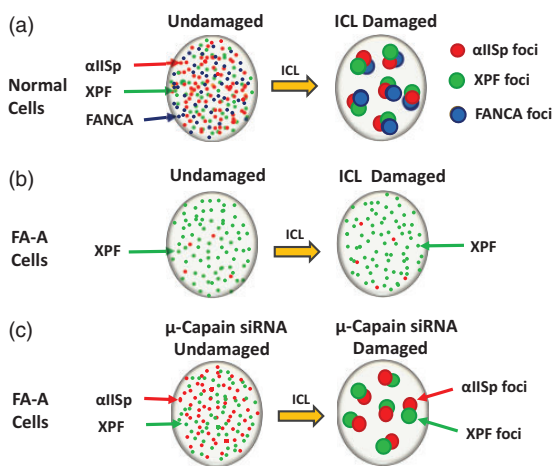 (a)
Undamaged
ICL Damaged
Normal
Cells
αIISp
XPF
FANCA
ICL
αIISp foci
XPF foci
FANCA foci
(b)
Undamaged
ICL Damaged
FA-A
Cells
XPF
ICL
XPF
(c)
μ-Capain siRNA
Undamaged
μ-Capain siRNA
Damaged
FA-A
Cells
αIISp
XPF
ICL
αIISp foci
XPF foci